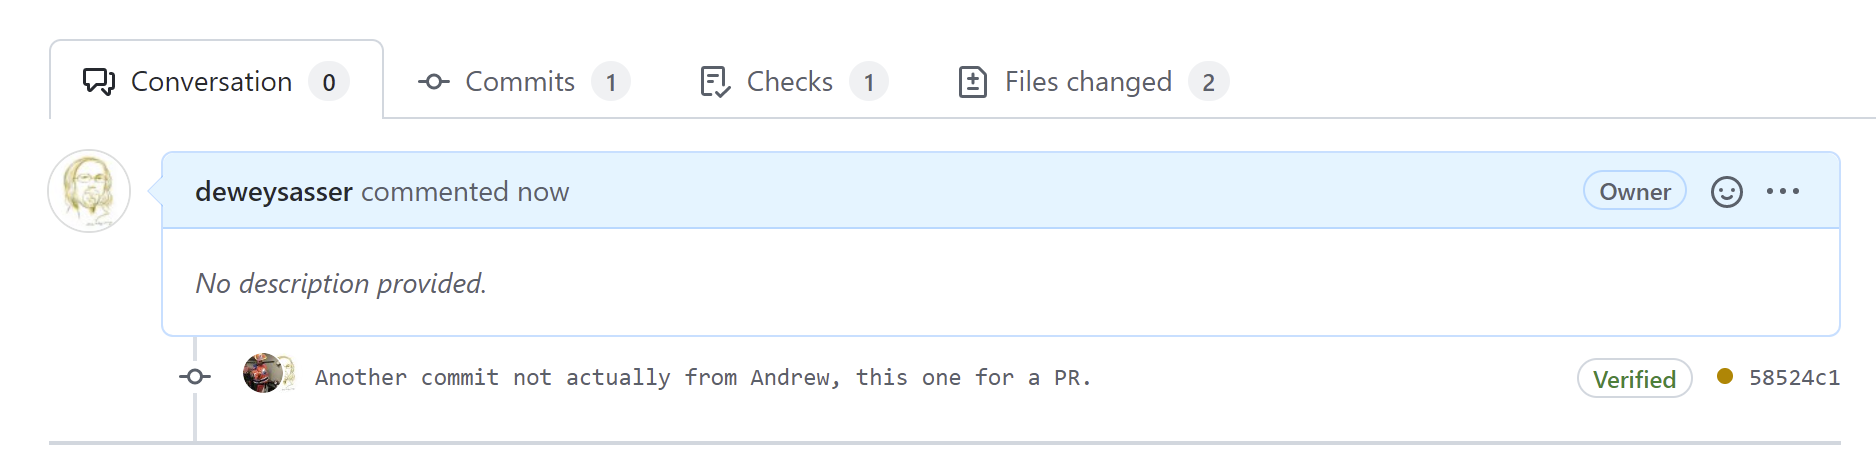 Conversation 0 Commits 1 Checks 1 Files changed 2
deweysasser commented now Owner
No description provided.
Another commit not actually from Andrew, this one for a PR. Verified 58524c1